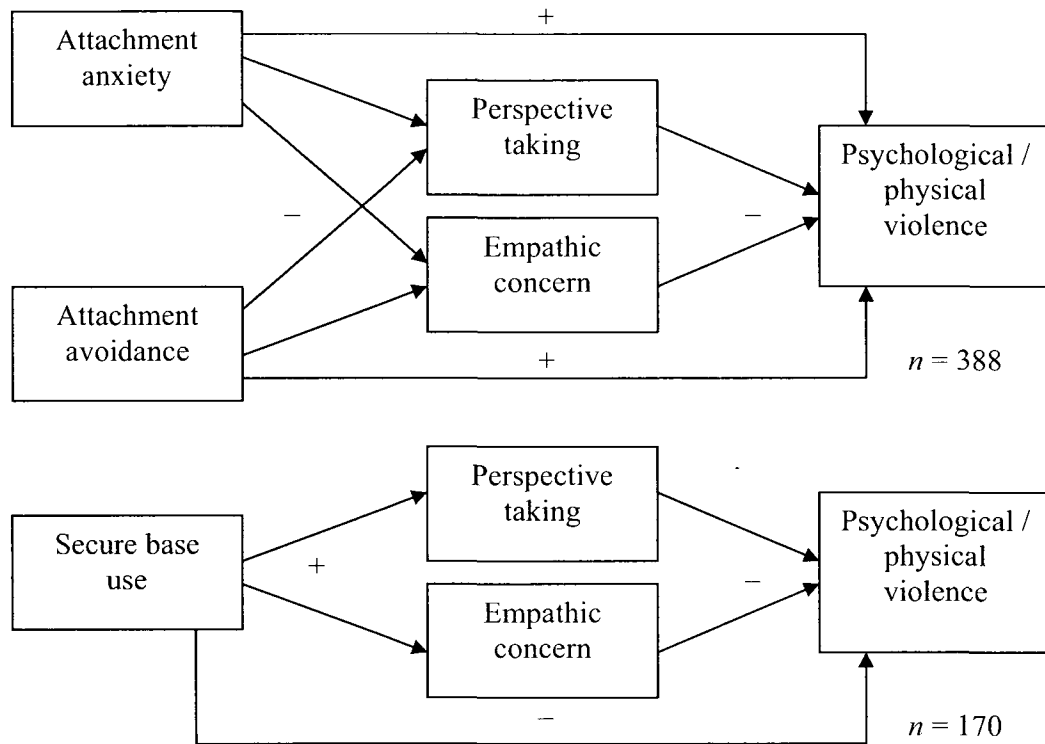 +
Attachment
anxiety
Perspective
taking
Psychological /
physical
violence
–
–
Empathic
concern
Attachment
avoidance
+
n = 388
Perspective
taking
Psychological /
physical
violence
Secure base
use
+
–
Empathic
concern
–
n = 170